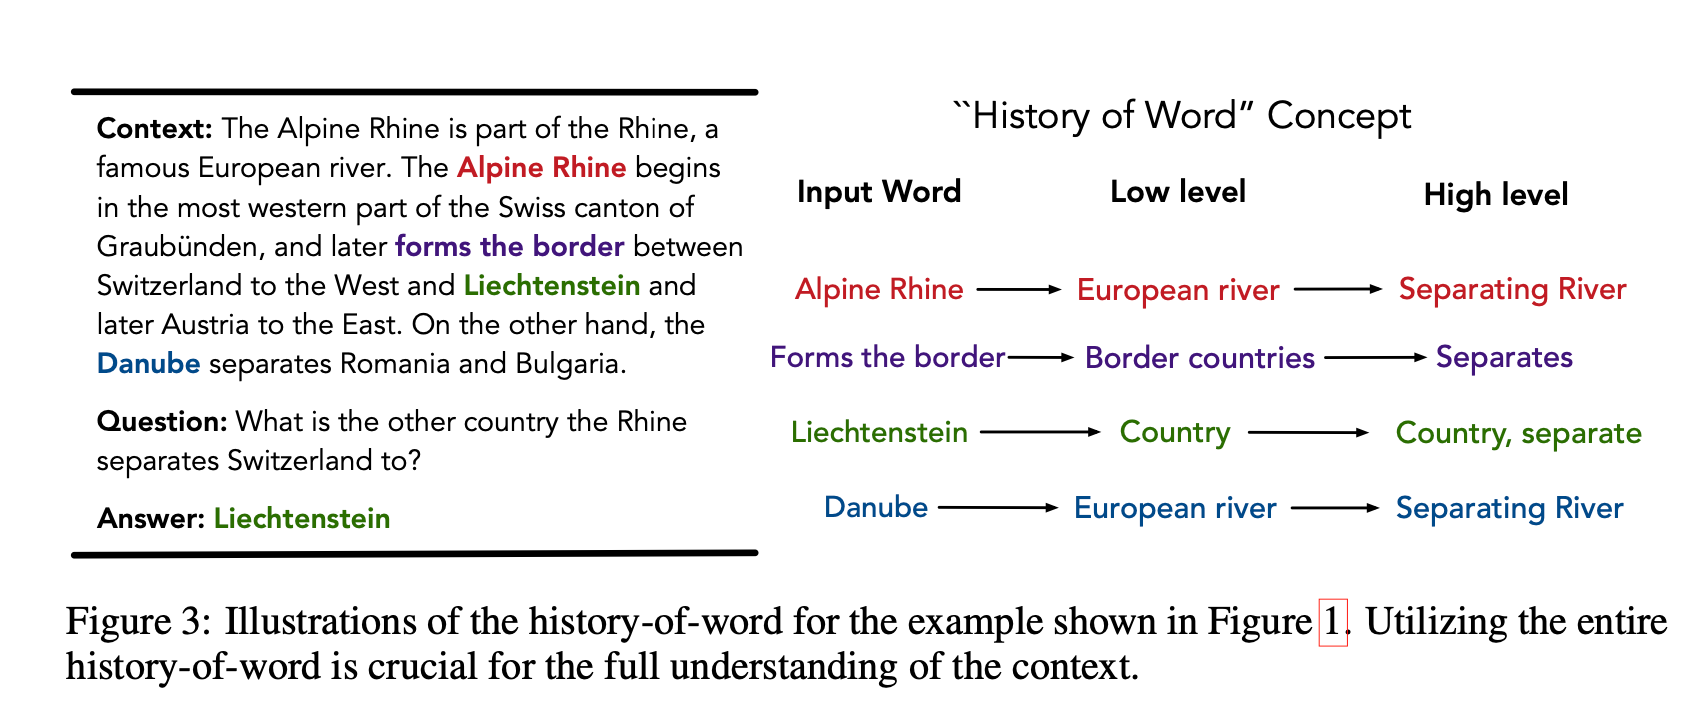 Context: The Alpine Rhine is part of the Rhine, a
famous European river. The Alpine Rhine begins
in the most western part of the Swiss canton of
Graubünden, and later forms the border between
Switzerland to the West and Liechtenstein and
later Austria to the East. On the other hand, the
Danube separates Romania and Bulgaria.
Question: What is the other country the Rhine
separates Switzerland to?
Answer: Liechtenstein
``History of Word” Concept
Input Word Low level High level
Alpine Rhine European river Separating River
Forms the border Border countries Separates
Liechtenstein Country Country, separate
Danube European river Separating River
Figure 3: Illustrations of the history-of-word for the example shown in Figure 1. Utilizing the entire
history-of-word is crucial for the full understanding of the context.